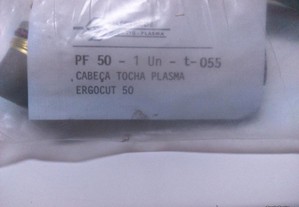 PF 50 - 1 Un - t-055
CABEÇA TOCHA PLASMA
ERGOCUT 50